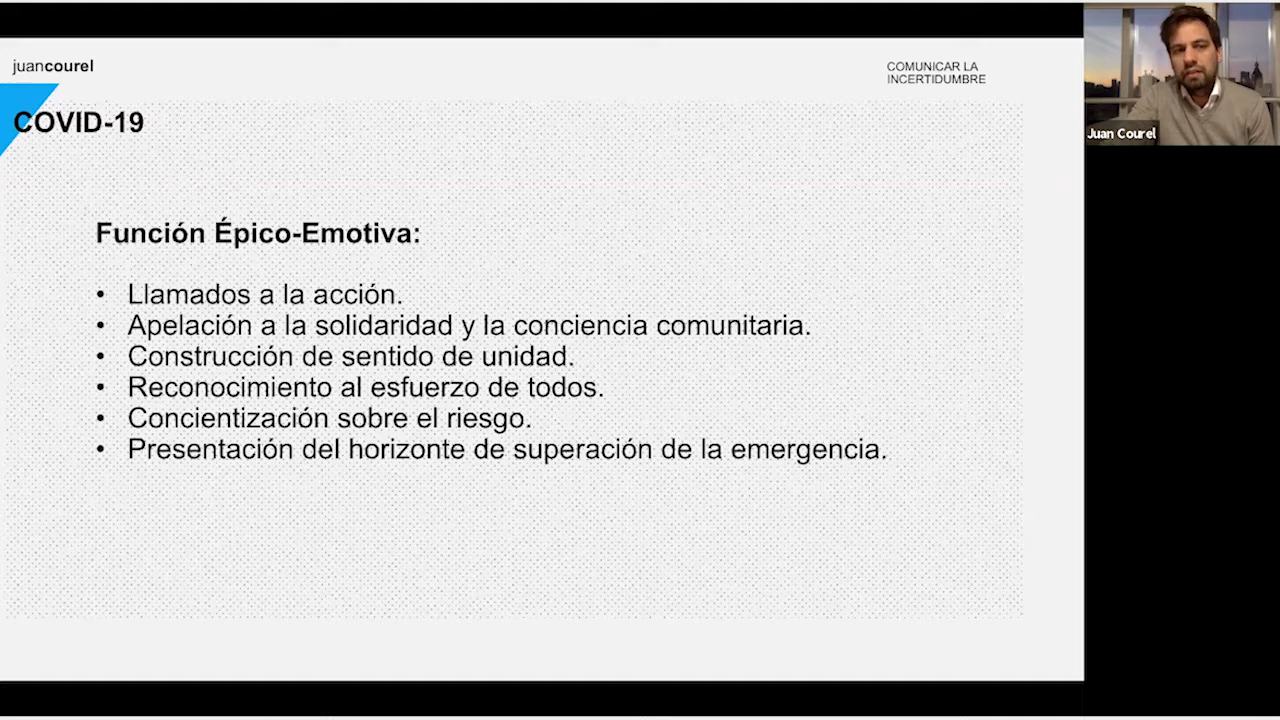 juancourel
COMUNICAR LA
INCERTIDUMBRE
COVID-19
Función Épico-Emotiva:
• Llamados a la acción.
• Apelación a la solidaridad y la conciencia comunitaria.
• Construcción de sentido de unidad.
• Reconocimiento al esfuerzo de todos.
• Concientización sobre el riesgo.
• Presentación del horizonte de superación de la emergencia.
Juan Courel